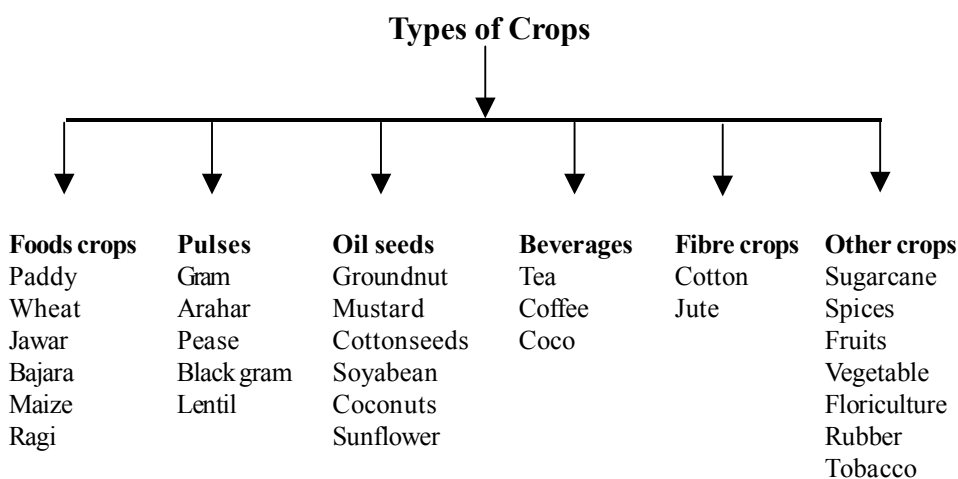 Types of Crops
Foods crops
Paddy
Wheat
Jawar
Bajara
Maize
Ragi
Pulses
Gram
Arahar
Pease
Black gram
Lentil
Oil seeds
Groundnut
Mustard
Cottonseeds
Soyabean
Coconuts
Sunflower
Beverages
Tea
Coffee
Coco
Fibre crops
Cotton
Jute
Other crops
Sugarcane
Spices
Fruits
Vegetable
Floriculture
Rubber
Tobacco